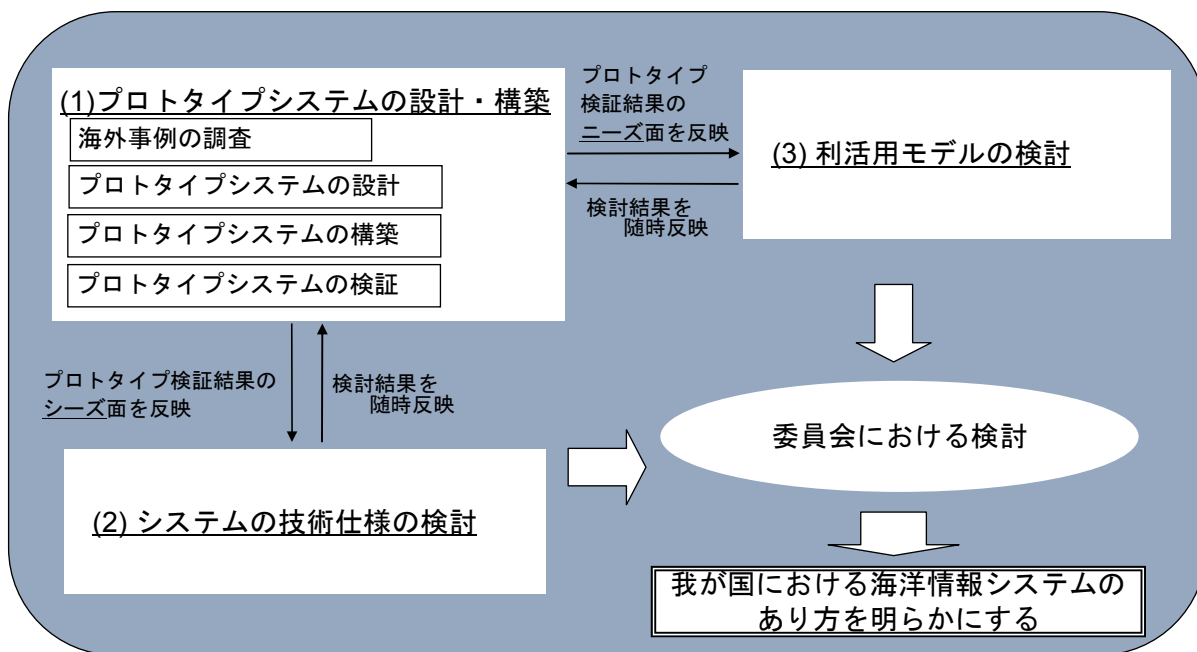 (1)プロトタイプシステムの設計・構築
海外事例の調査
プロトタイプシステムの設計
プロトタイプシステムの構築
プロトタイプシステムの検証
プロトタイプ
検証結果の
ニーズ面を反映
検討結果を
随時反映
(3) 利活用モデルの検討
プロトタイプ検証結果の
シーズ面を反映
検討結果を
随時反映
(2) システムの技術仕様の検討
委員会における検討
我が国における海洋情報システムの
あり方を明らかにする